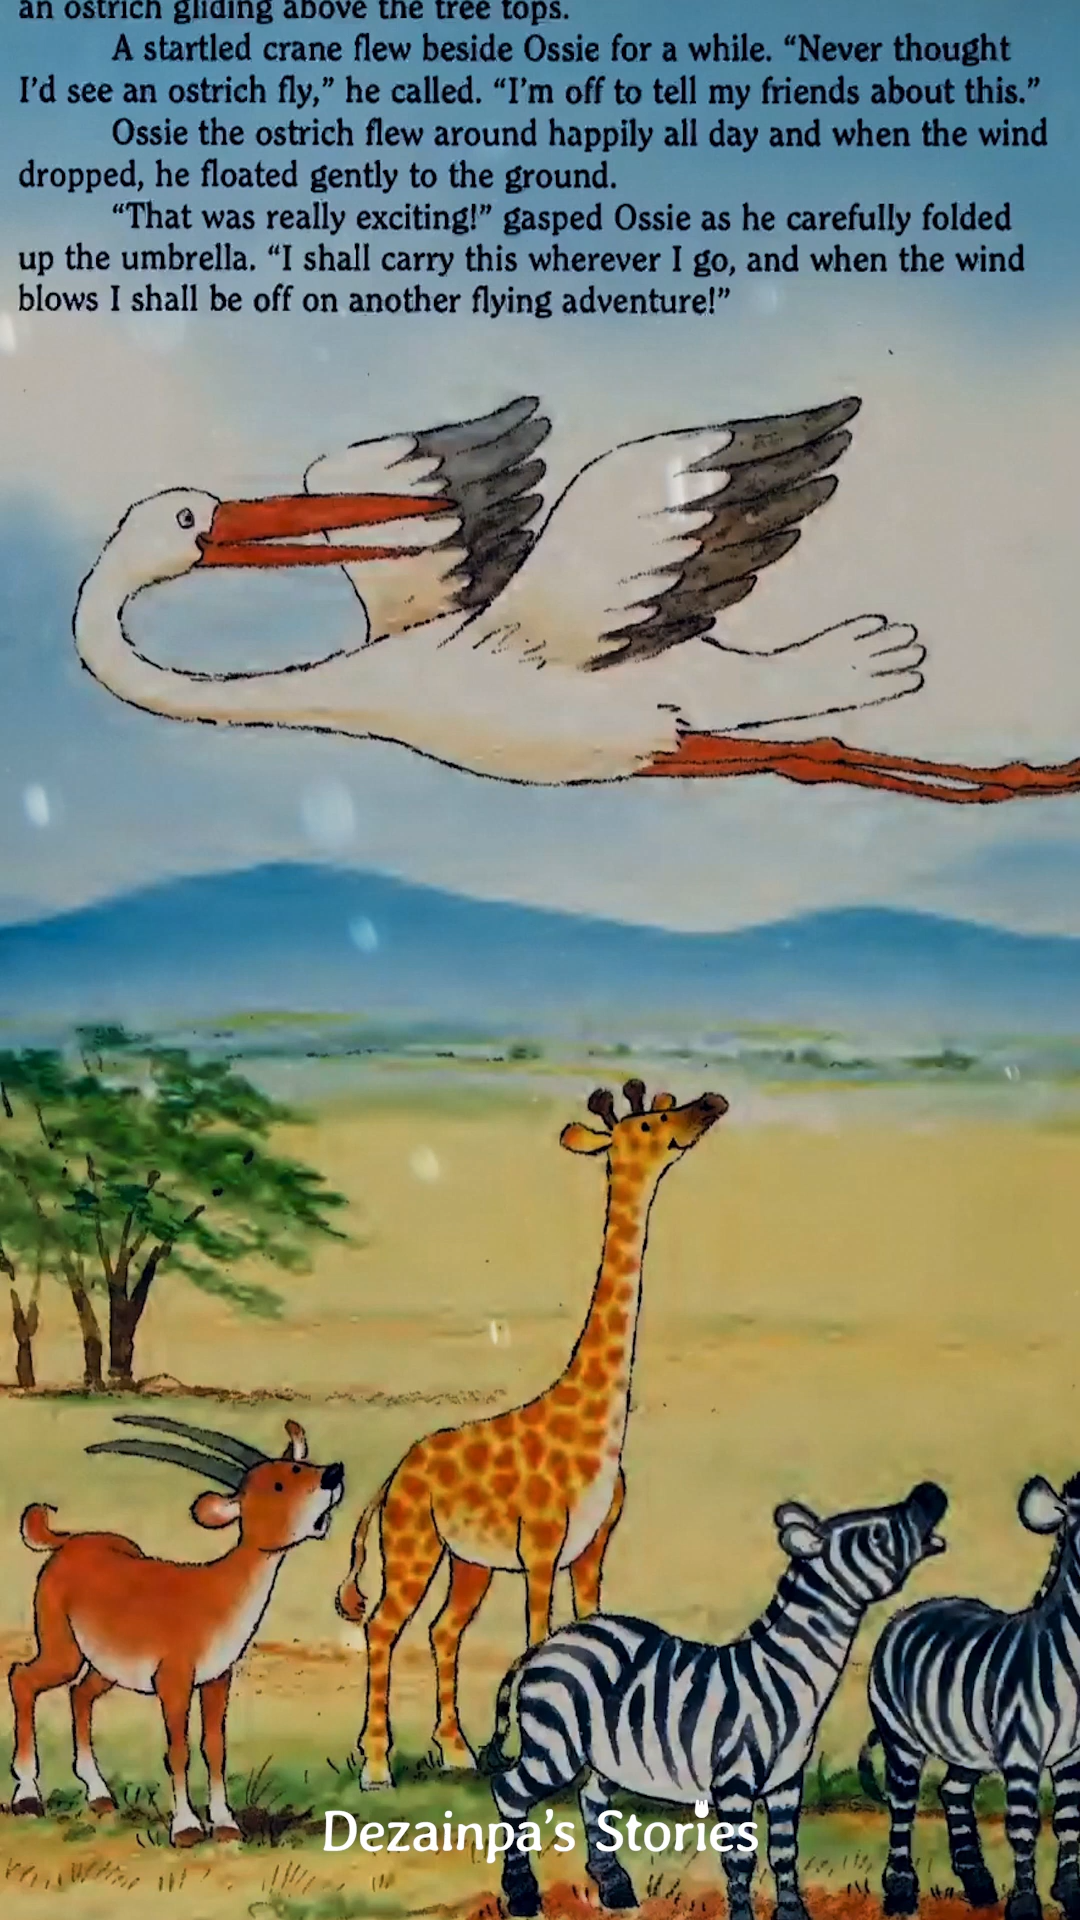 an ostrich gliding above the tree tops.
A startled crane flew beside Ossie for a while. “Never thought
I’d see an ostrich fly,” he called. “I’m off to tell my friends about this.”
Ossie the ostrich flew around happily all day and when the wind
dropped, he floated gently to the ground.
“That was really exciting!” gasped Ossie as he carefully folded
up the umbrella. “I shall carry this wherever I go, and when the wind
blows I shall be off on another flying adventure!”
Dezainpa’s Stories